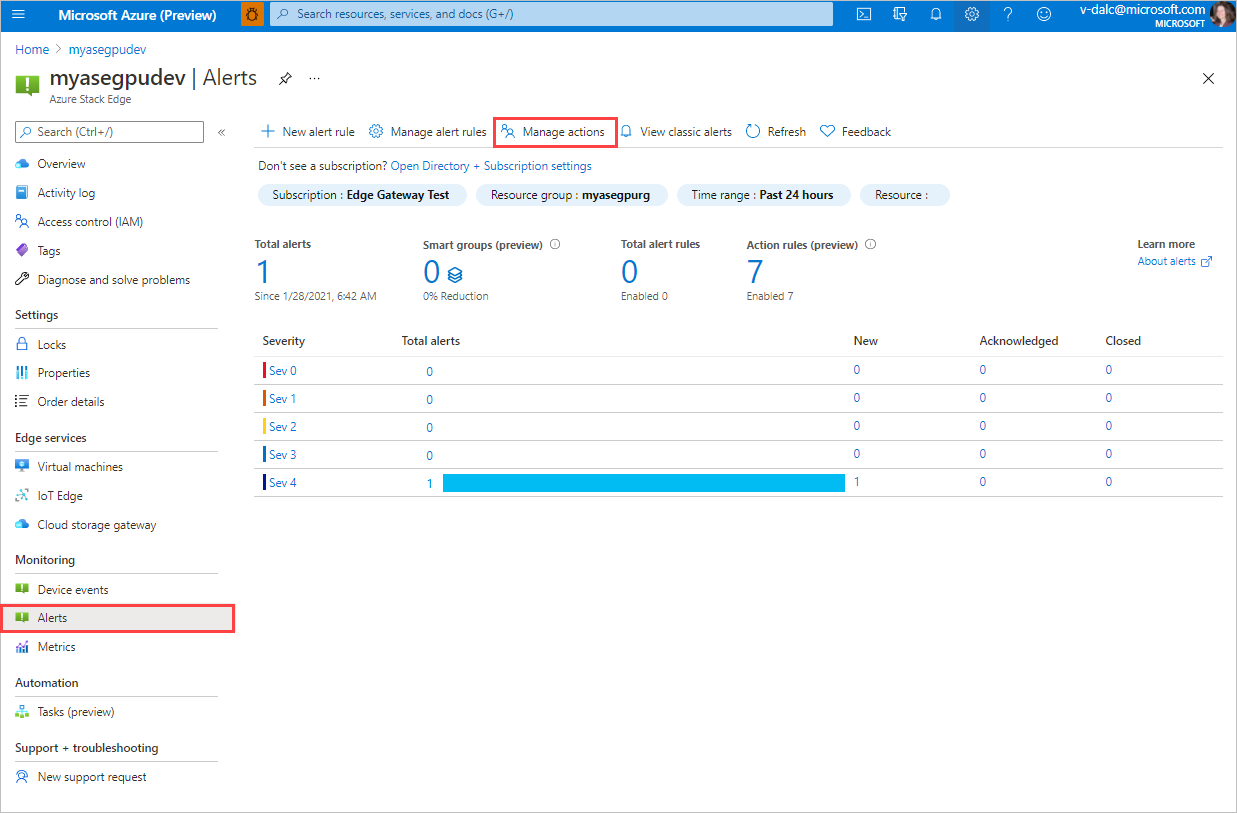 Microsoft Azure (Preview)
Search resources, services, and docs (G+/)
v-dalc@microsoft.com
MICROSOFT
Home > myasegpudev
myasegpudev | Alerts
Azure Stack Edge
Search (Ctrl+/)
Overview
Activity log
Access control (IAM)
Tags
Diagnose and solve problems
Settings
Locks
Properties
Order details
Edge services
Virtual machines
IoT Edge
Cloud storage gateway
Monitoring
Device events
Alerts
Metrics
Automation
Tasks (preview)
Support + troubleshooting
New support request
New alert rule Manage alert rules Manage actions View classic alerts Refresh Feedback
Don't see a subscription? Open Directory + Subscription settings
Subscription : Edge Gateway Test Resource group : myasegpurg Time range : Past 24 hours Resource :
Total alerts
1
Since 1/28/2021, 6:42 AM
Smart groups (preview)
0
0% Reduction
Total alert rules
0
Enabled 0
Action rules (preview)
7
Enabled 7
Learn more
About alerts
Severity Total alerts New Acknowledged Closed
Sev 0 0 0 0 0
Sev 1 0 0 0 0
Sev 2 0 0 0 0
Sev 3 0 0 0 0
Sev 4 1 1 0 0